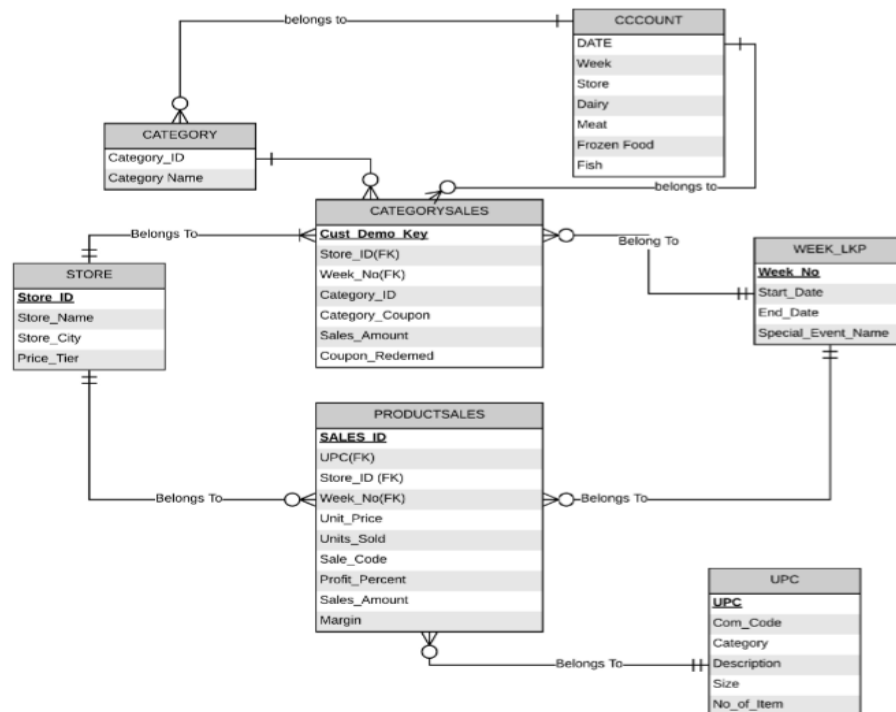 belongs to
CCCOUNT
DATE
Week
Store
Dairy
Meat
Frozen Food
Fish
belongs to
CATEGORY
Category_ID
Category Name
CATEGORYSALES
Cust_Demo_Key
Store_ID(FK)
Week_No(FK)
Category_ID
Category_Coupon
Sales_Amount
Coupon_Redemed
Belongs To
Belong To
STORE
Store_ID
Store_Name
Store_City
Price_Tier
WEEK_LKP
Week_No
Start_Date
End_Date
Special_Event_Name
PRODUCTSALES
SALES_ID
UPC(FK)
Store_ID (FK)
Week_No(FK)
Unit_Price
Units_Sold
Sale_Code
Profit_Percent
Sales_Amount
Margin
Belongs To
Belongs To
Belongs To
UPC
UPC
Com_Code
Category
Description
Size
No_of_Item